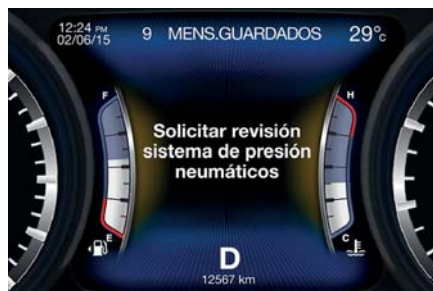 12:24 PM
02/06/15
9 MENS.GUARDADOS
29°c
F
H
Solicitar revisión
sistema de presión
neumáticos
E
C
D
12567 km